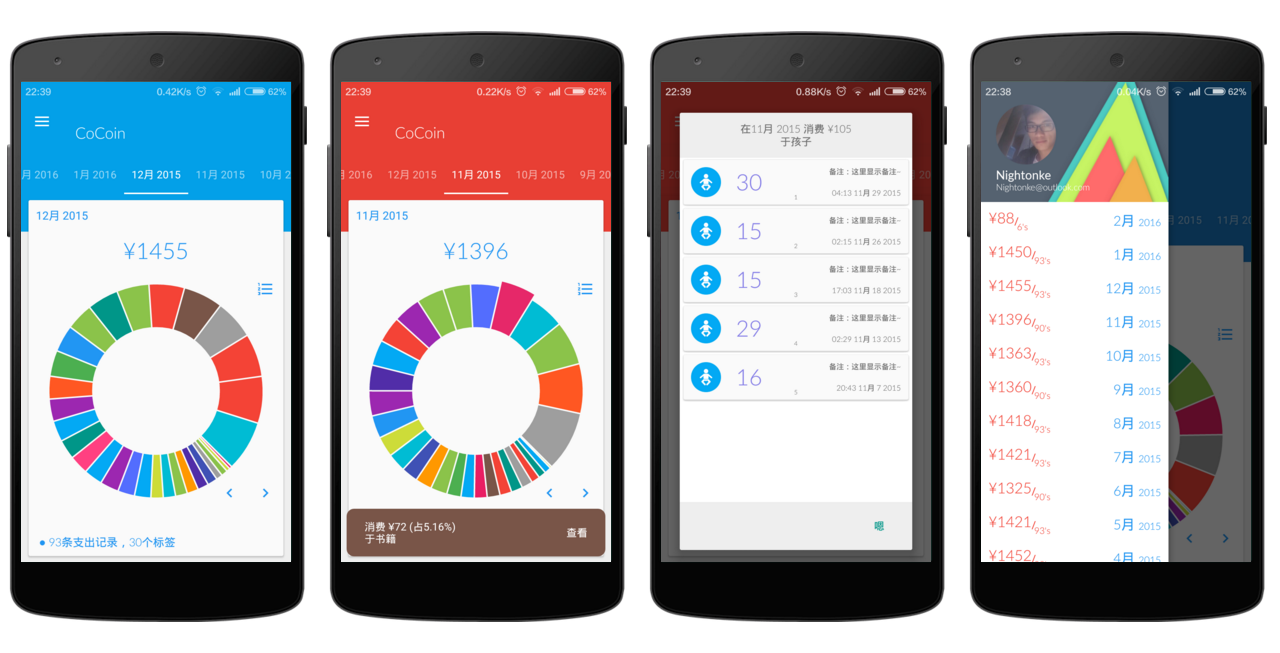 22:39
0.42K/s
62%
CoCoin
月 2016
1月 2016
12月 2015
11月 2015
10月 2
12月 2015
¥1455
● 93条支出记录，30个标签
22:39
0.22K/s
62%
CoCoin
2016
12月 2015
11月 2015
10月 2015
9月 20
11月 2015
¥1396
消费 ¥72 (占5.16%)
于书籍
查看
22:39
0.88K/s
62%
在11月 2015 消费 ¥105
于孩子
30
1
备注：这里显示备注~
04:13 11月 29 2015
15
2
备注：这里显示备注~
02:15 11月 26 2015
15
3
备注：这里显示备注~
17:03 11月 18 2015
29
4
备注：这里显示备注~
02:29 11月 13 2015
16
5
备注：这里显示备注~
20:43 11月 7 2015
嗯
22:38
0.04K/s
62%
Nightonke
Nightonke@outlook.com
¥88/6's 2月 2016
¥1450/93's 1月 2016
¥1455/93's 12月 2015
¥1396/90's 11月 2015
¥1363/93's 10月 2015
¥1360/90's 9月 2015
¥1418/93's 8月 2015
¥1421/93's 7月 2015
¥1325/90's 6月 2015
¥1421/93's 5月 2015
¥1452 4月 2015